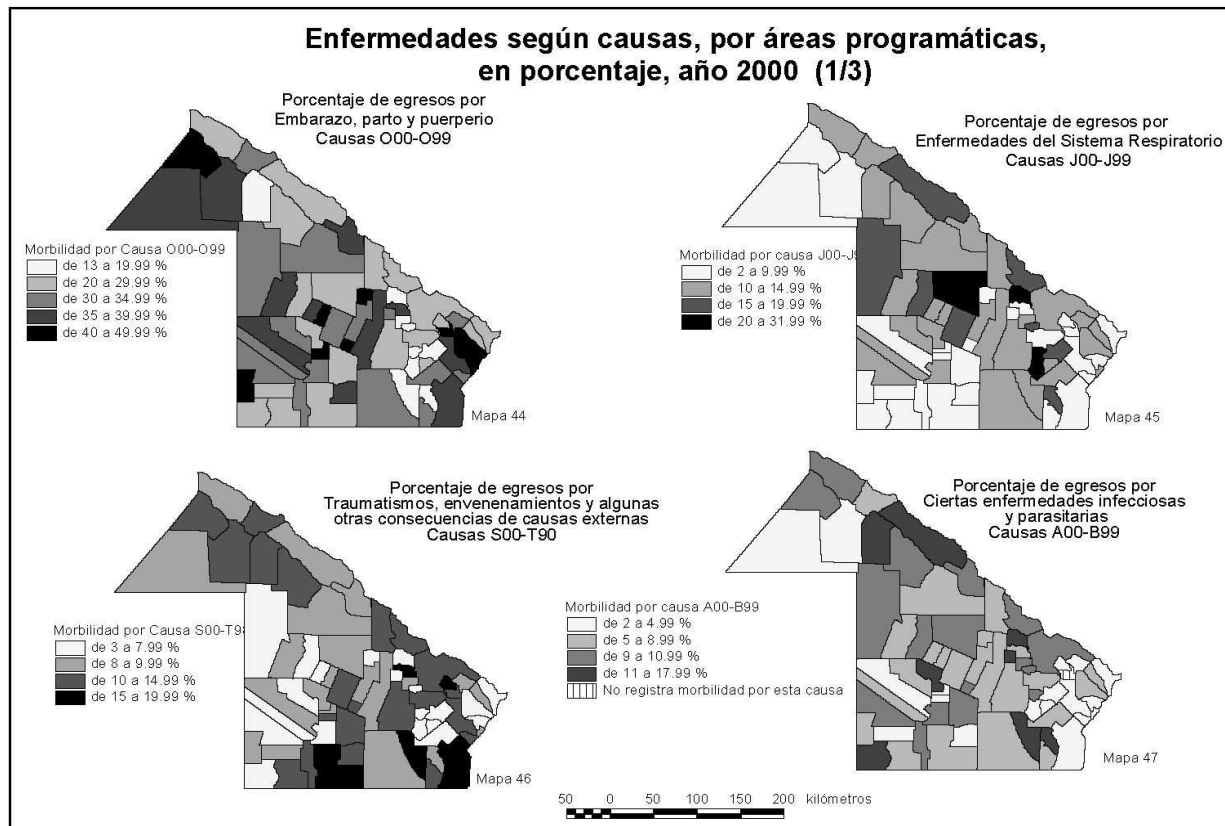 Enfermedades según causas, por áreas programáticas,
en porcentaje, año 2000 (1/3)
Porcentaje de egresos por
Embarazo, parto y puerperio
Causas O00-O99
Morbilidad por Causa O00-O99
de 13 a 19.99 %
de 20 a 29.99 %
de 30 a 34.99 %
de 35 a 39.99 %
de 40 a 49.99 %
Mapa 44
Porcentaje de egresos por
Enfermedades del Sistema Respiratorio
Causas J00-J99
Morbilidad por causa J00-J9
de 2 a 9.99 %
de 10 a 14.99 %
de 15 a 19.99 %
de 20 a 31.99 %
Mapa 45
Porcentaje de egresos por
Traumatismos, envenenamientos y algunas
otras consecuencias de causas externas
Causas S00-T90
Morbilidad por Causa S00-T98
de 3 a 7.99 %
de 8 a 9.99 %
de 10 a 14.99 %
de 15 a 19.99 %
Mapa 46
Porcentaje de egresos por
Ciertas enfermedades infecciosas
y parasitarias
Causas A00-B99
Morbilidad por causa A00-B99
de 2 a 4.99 %
de 5 a 8.99 %
de 9 a 10.99 %
de 11 a 17.99 %
No registra morbilidad por esta causa
Mapa 47
50 0 50 100 150 200 kilómetros